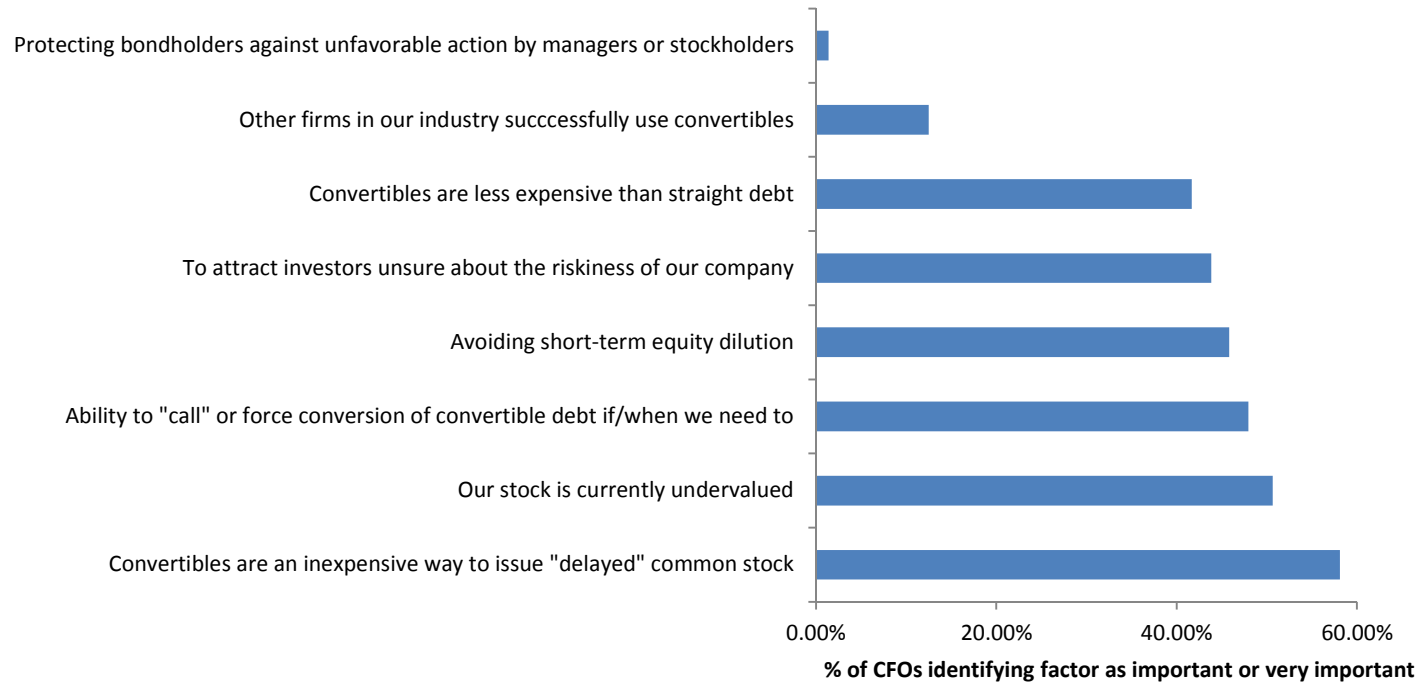 Protecting bondholders against unfavorable action by managers or stockholders
Other firms in our industry succcessfully use convertibles
Convertibles are less expensive than straight debt
To attract investors unsure about the riskiness of our company
Avoiding short-term equity dilution
Ability to "call" or force conversion of convertible debt if/when we need to
Our stock is currently undervalued
Convertibles are an inexpensive way to issue "delayed" common stock
0.00% 20.00% 40.00% 60.00%
% of CFOs identifying factor as important or very important